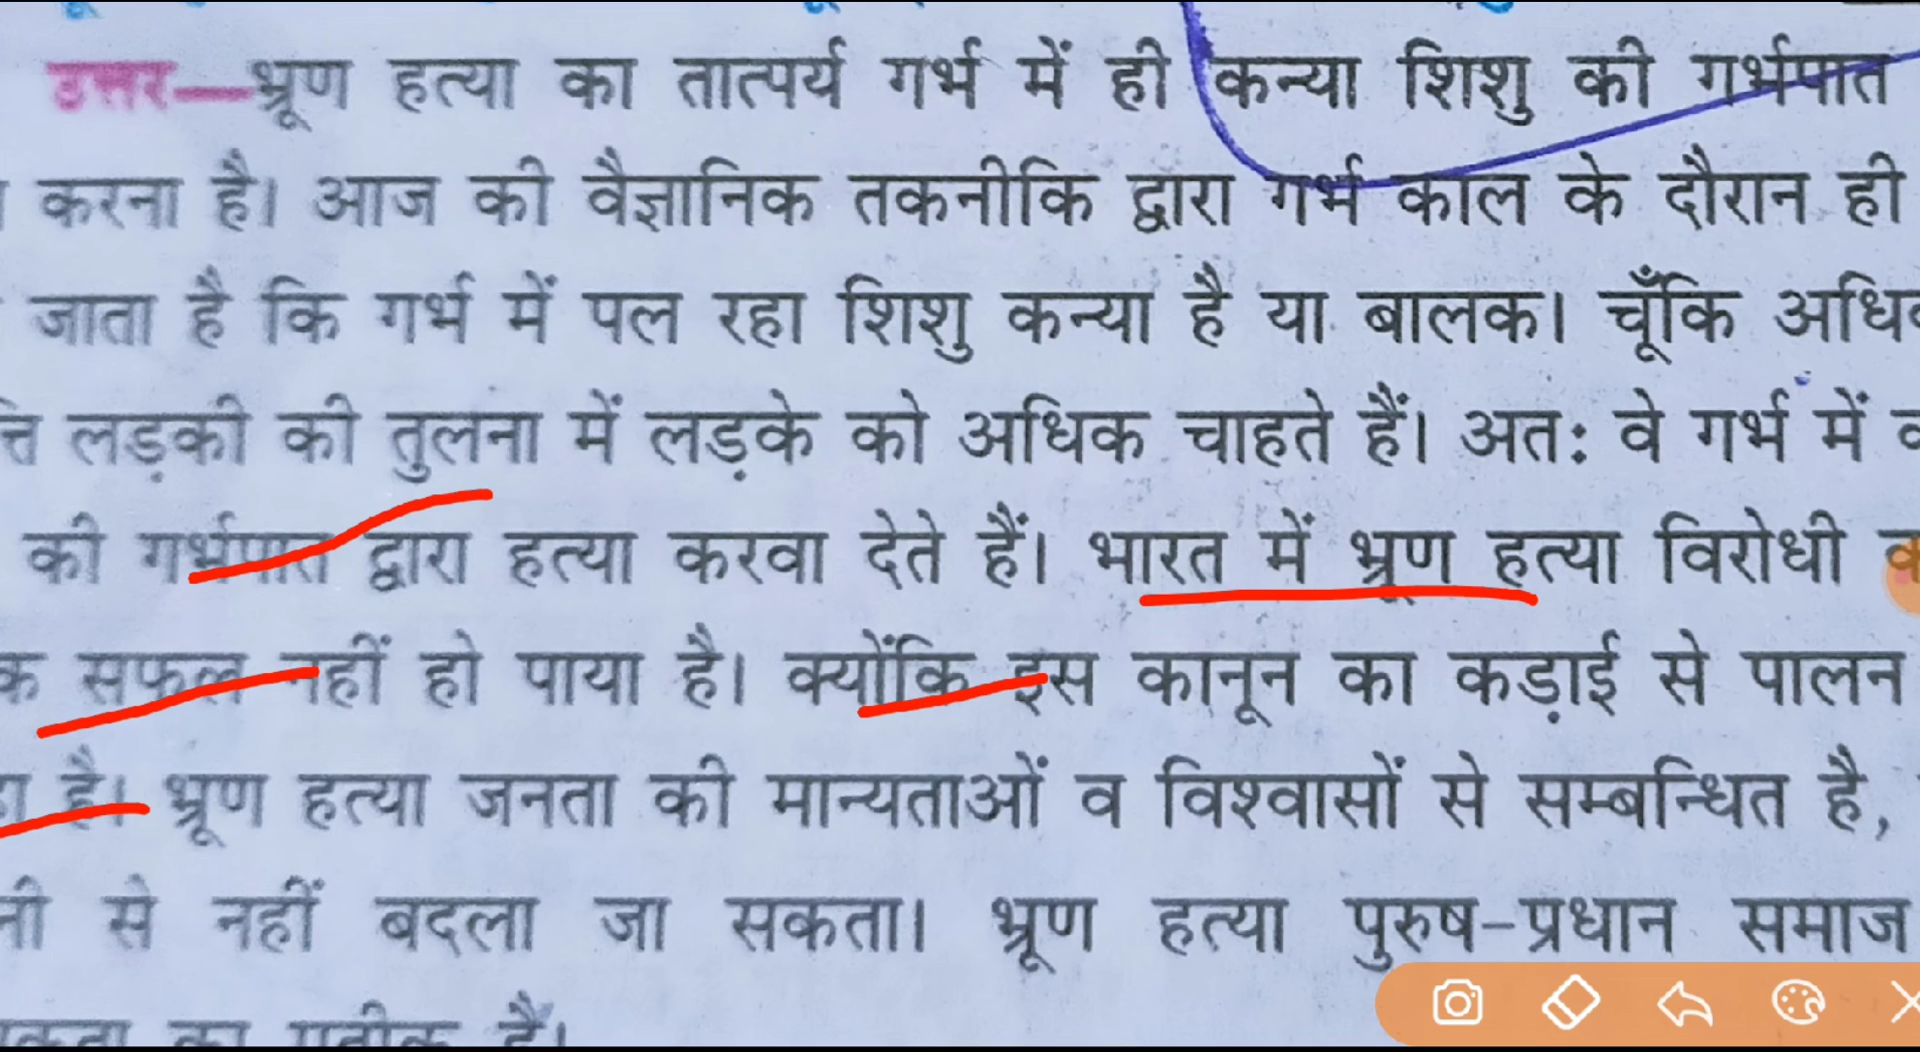 उत्तर—भ्रूण हत्या का तात्पर्य गर्भ में ही कन्या शिशु की गर्भपात
करना है। आज की वैज्ञानिक तकनीकि द्वारा गर्भ काल के दौरान ही
जाता है कि गर्भ में पल रहा शिशु कन्या है या बालक। चूँकि
लड़की की तुलना में लड़के को अधिक चाहते हैं। अतः वे गर्भ में
की गर्भपात द्वारा हत्या करवा देते हैं। भारत में भ्रूण हत्या विरोधी
सफल नहीं हो पाया है। क्योंकि इस कानून का कड़ाई से पालन
है। भ्रूण हत्या जनता की मान्यताओं व विश्वासों से सम्बन्धित है,
से नहीं बदला जा सकता। भ्रूण हत्या पुरुष-प्रधान समाज
का प्रतीक है।